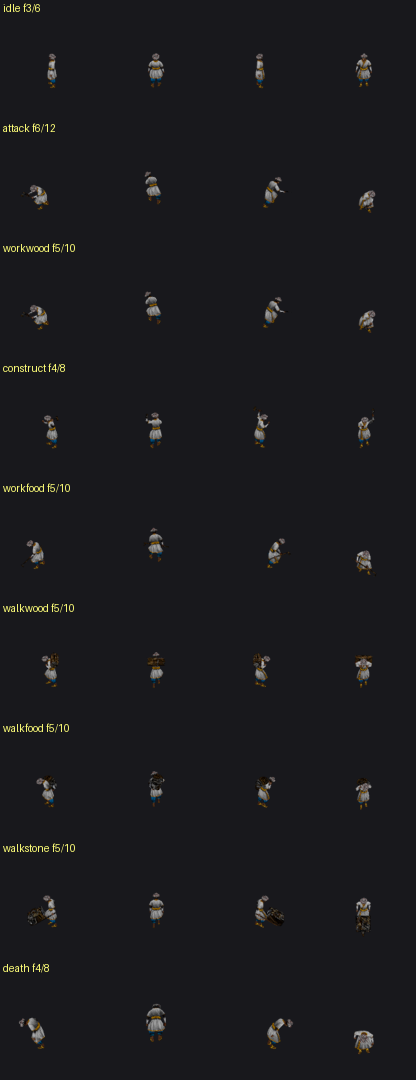 idle f3/6
attack f6/12
workwood f5/10
construct f4/8
workfood f5/10
walkwood f5/10
walkfood f5/10
walkstone f5/10
death f4/8